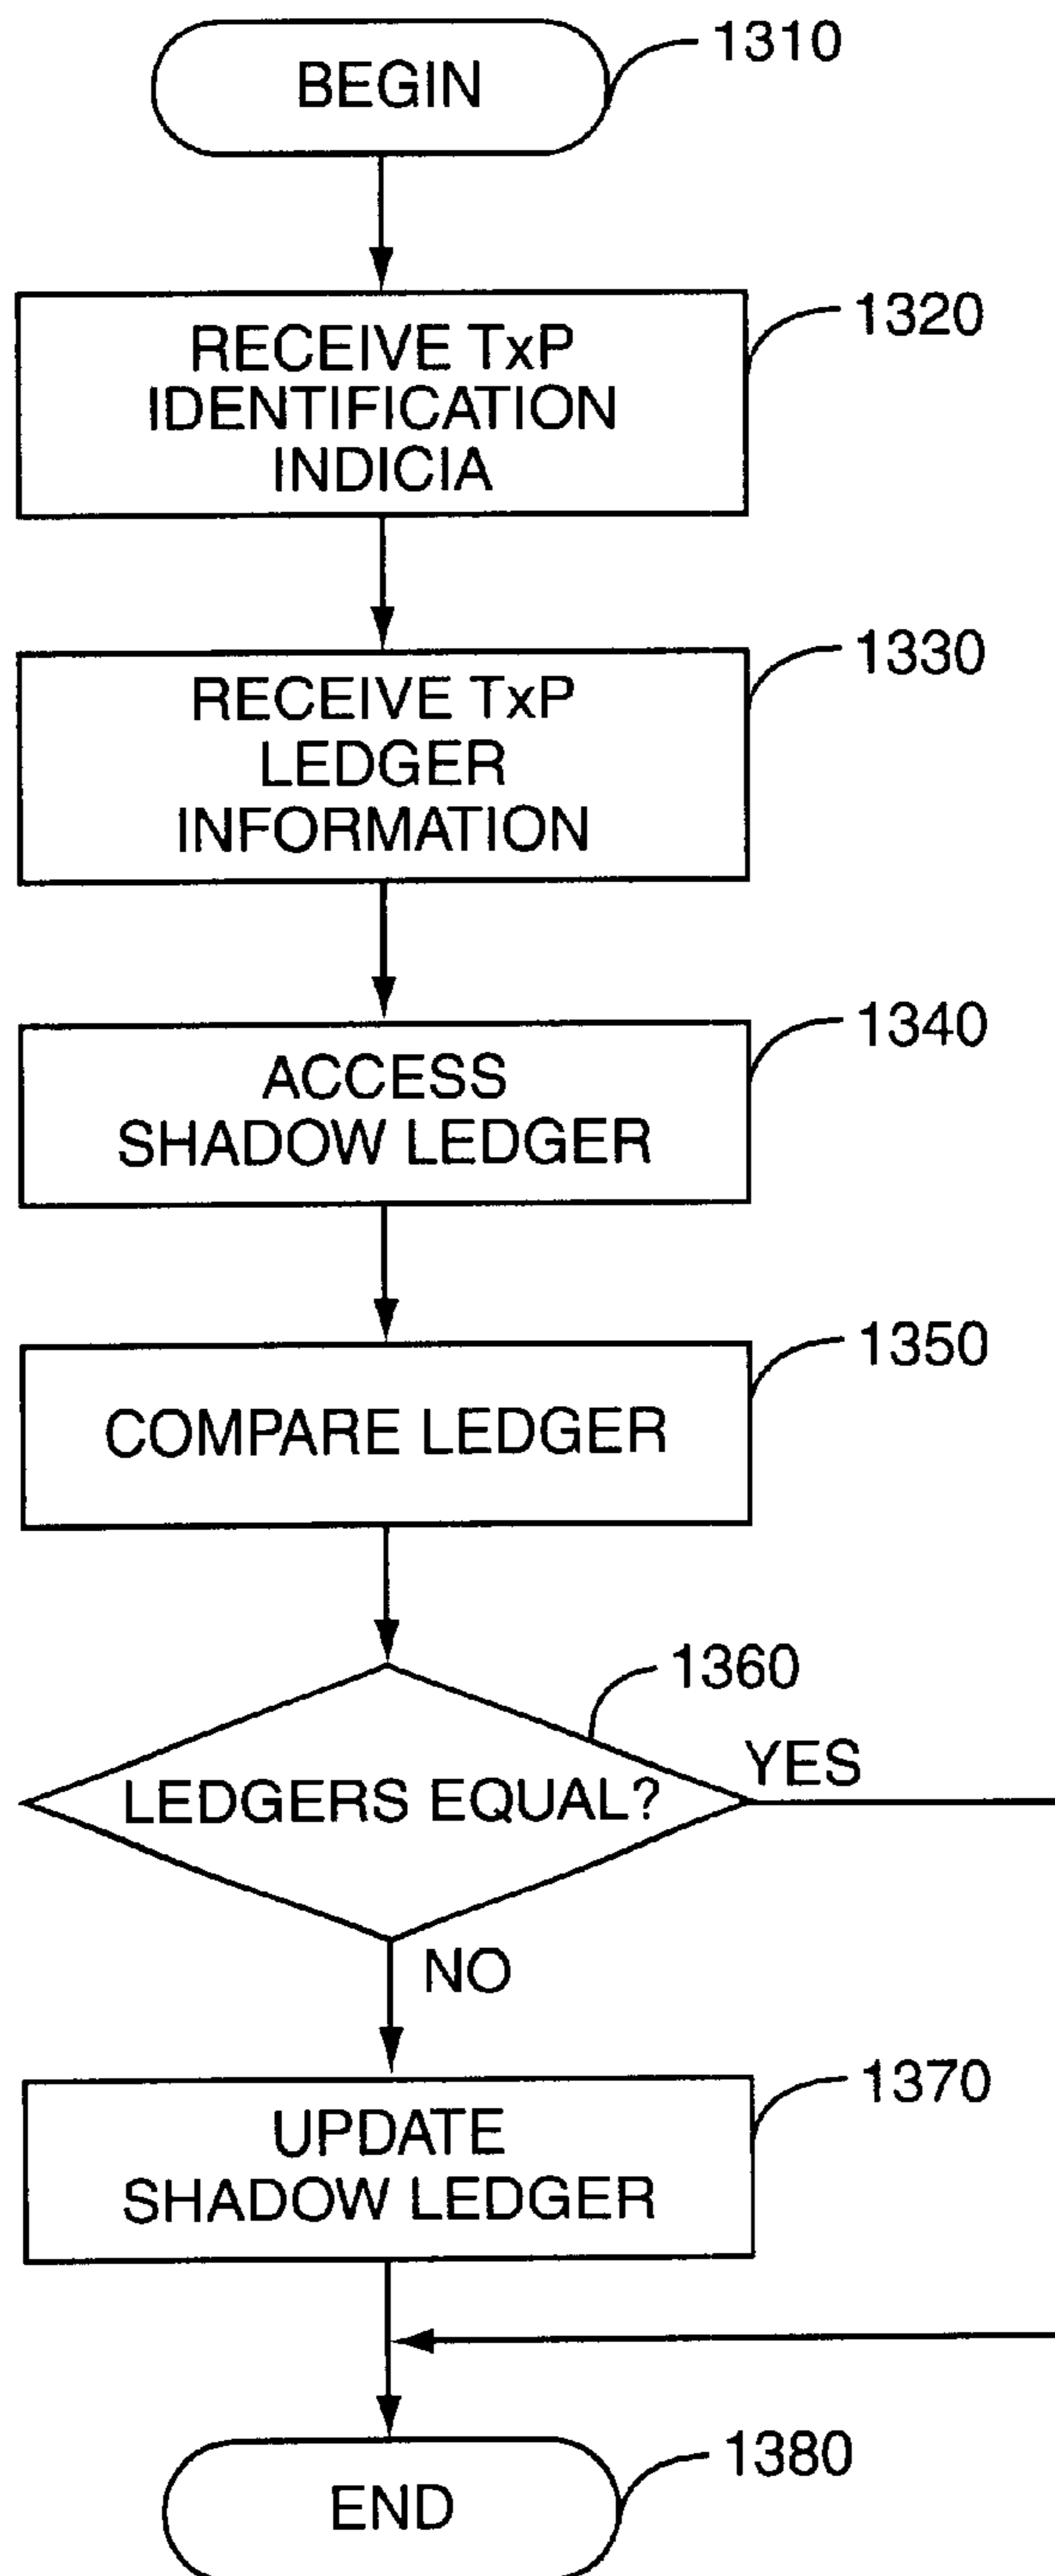 BEGIN
1310
RECEIVE TxP
IDENTIFICATION
INDICIA
1320
RECEIVE TxP
LEDGER
INFORMATION
1330
ACCESS
SHADOW LEDGER
1340
COMPARE LEDGER
1350
LEDGERS EQUAL?
1360
YES
NO
UPDATE
SHADOW LEDGER
1370
END
1380